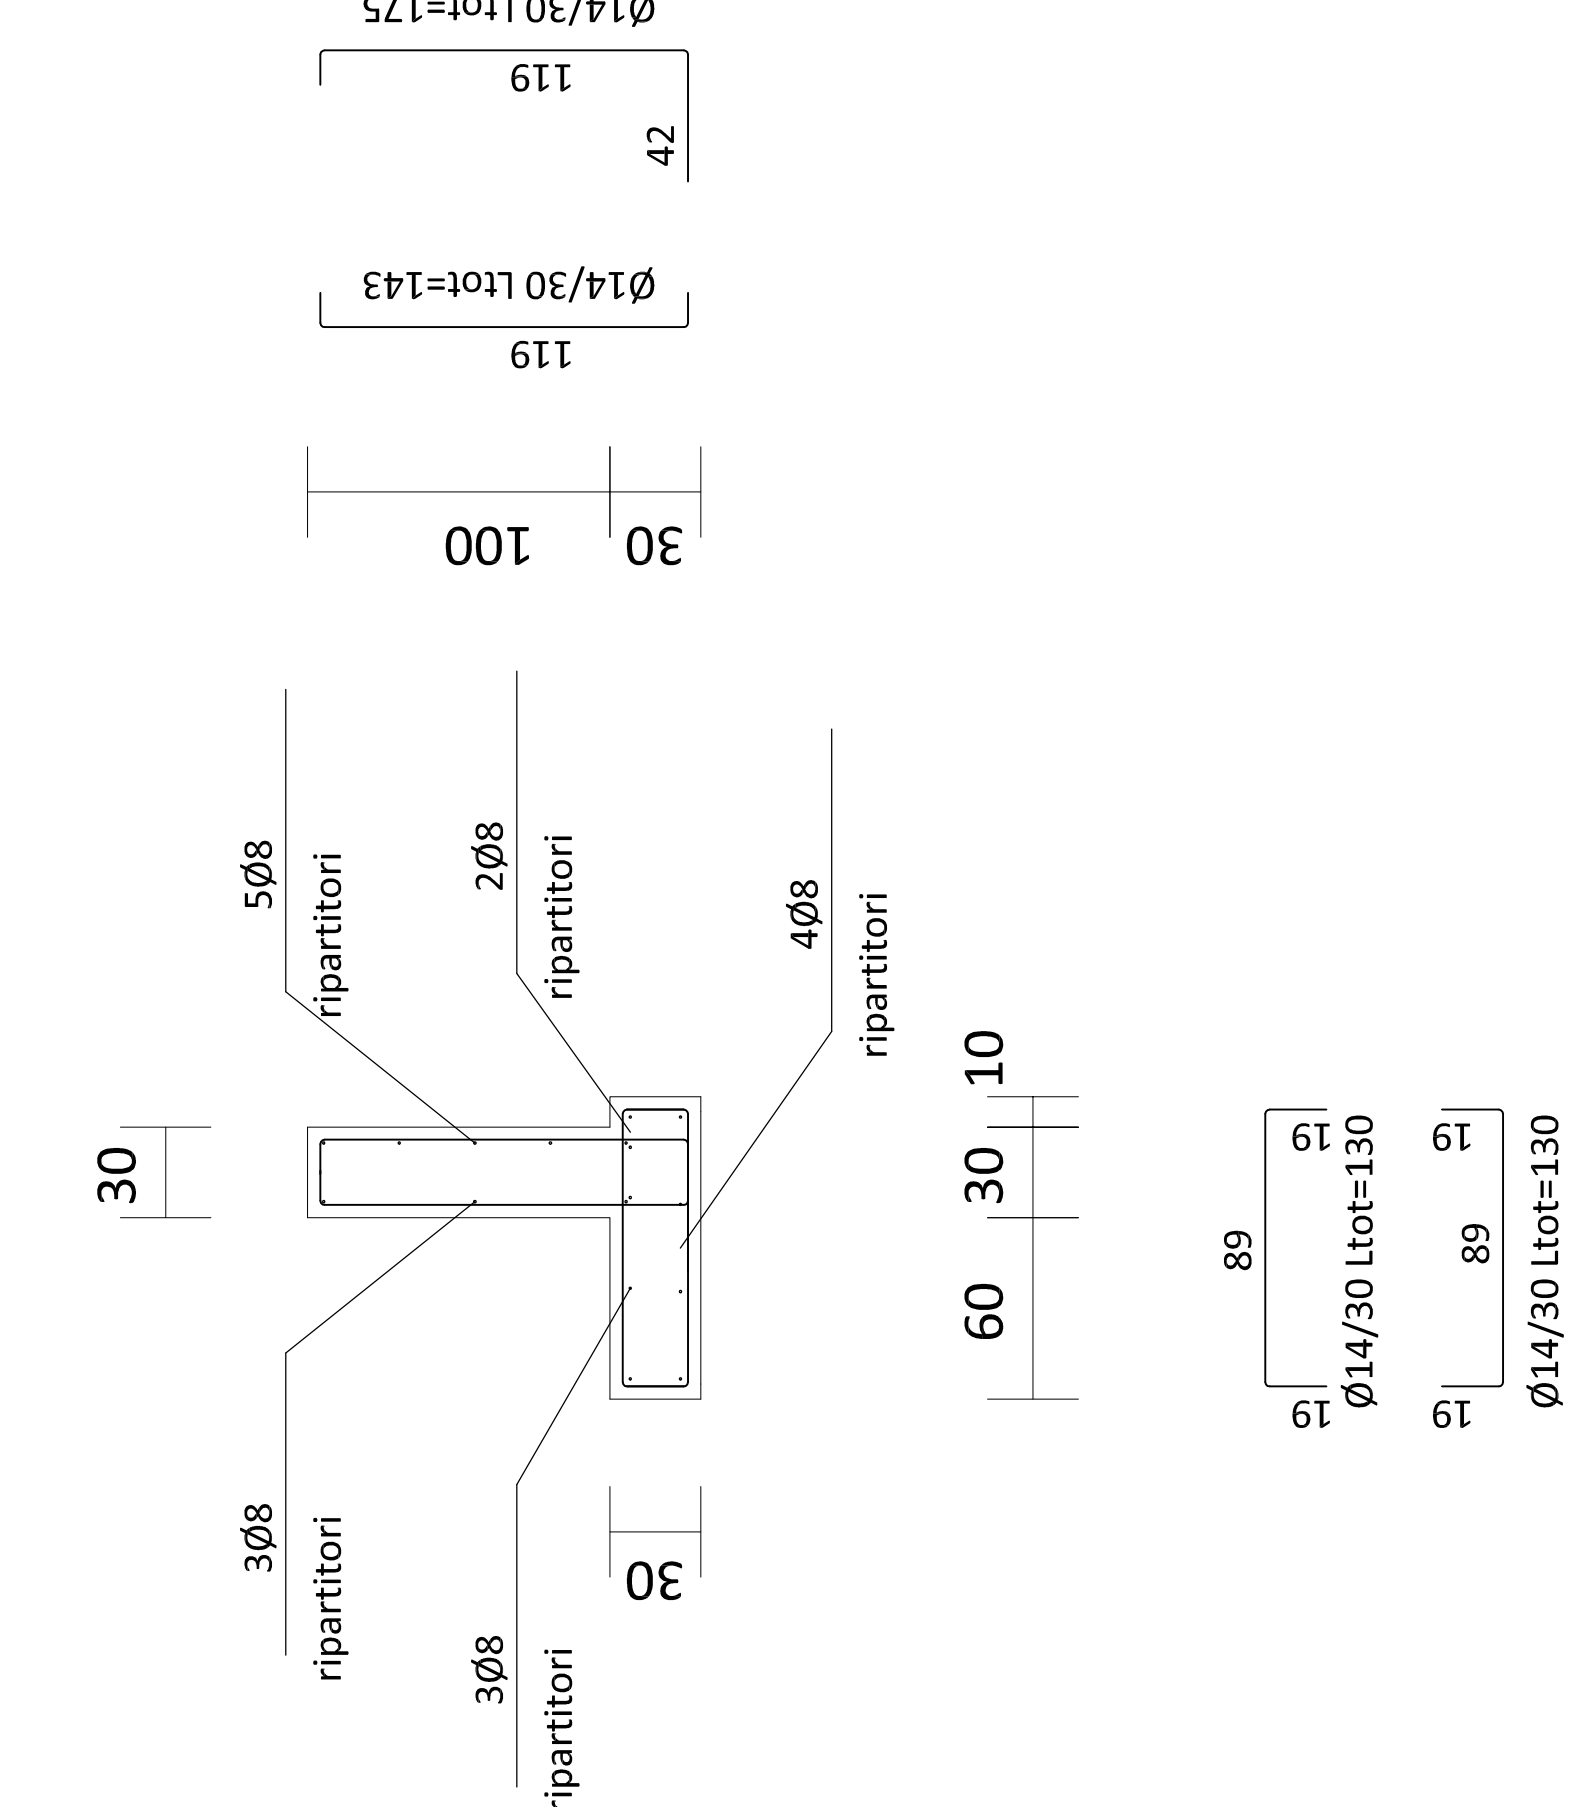 Ø14/30 Ltot=175
119
42
Ø14/30 Ltot=143
119
100
30
5Ø8
ripartitori
2Ø8
ripartitori
4Ø8
ripartitori
30
10
30
60
3Ø8
ripartitori
3Ø8
ripartitori
30
19
89
19
Ø14/30 Ltot=130
19
89
19
Ø14/30 Ltot=130